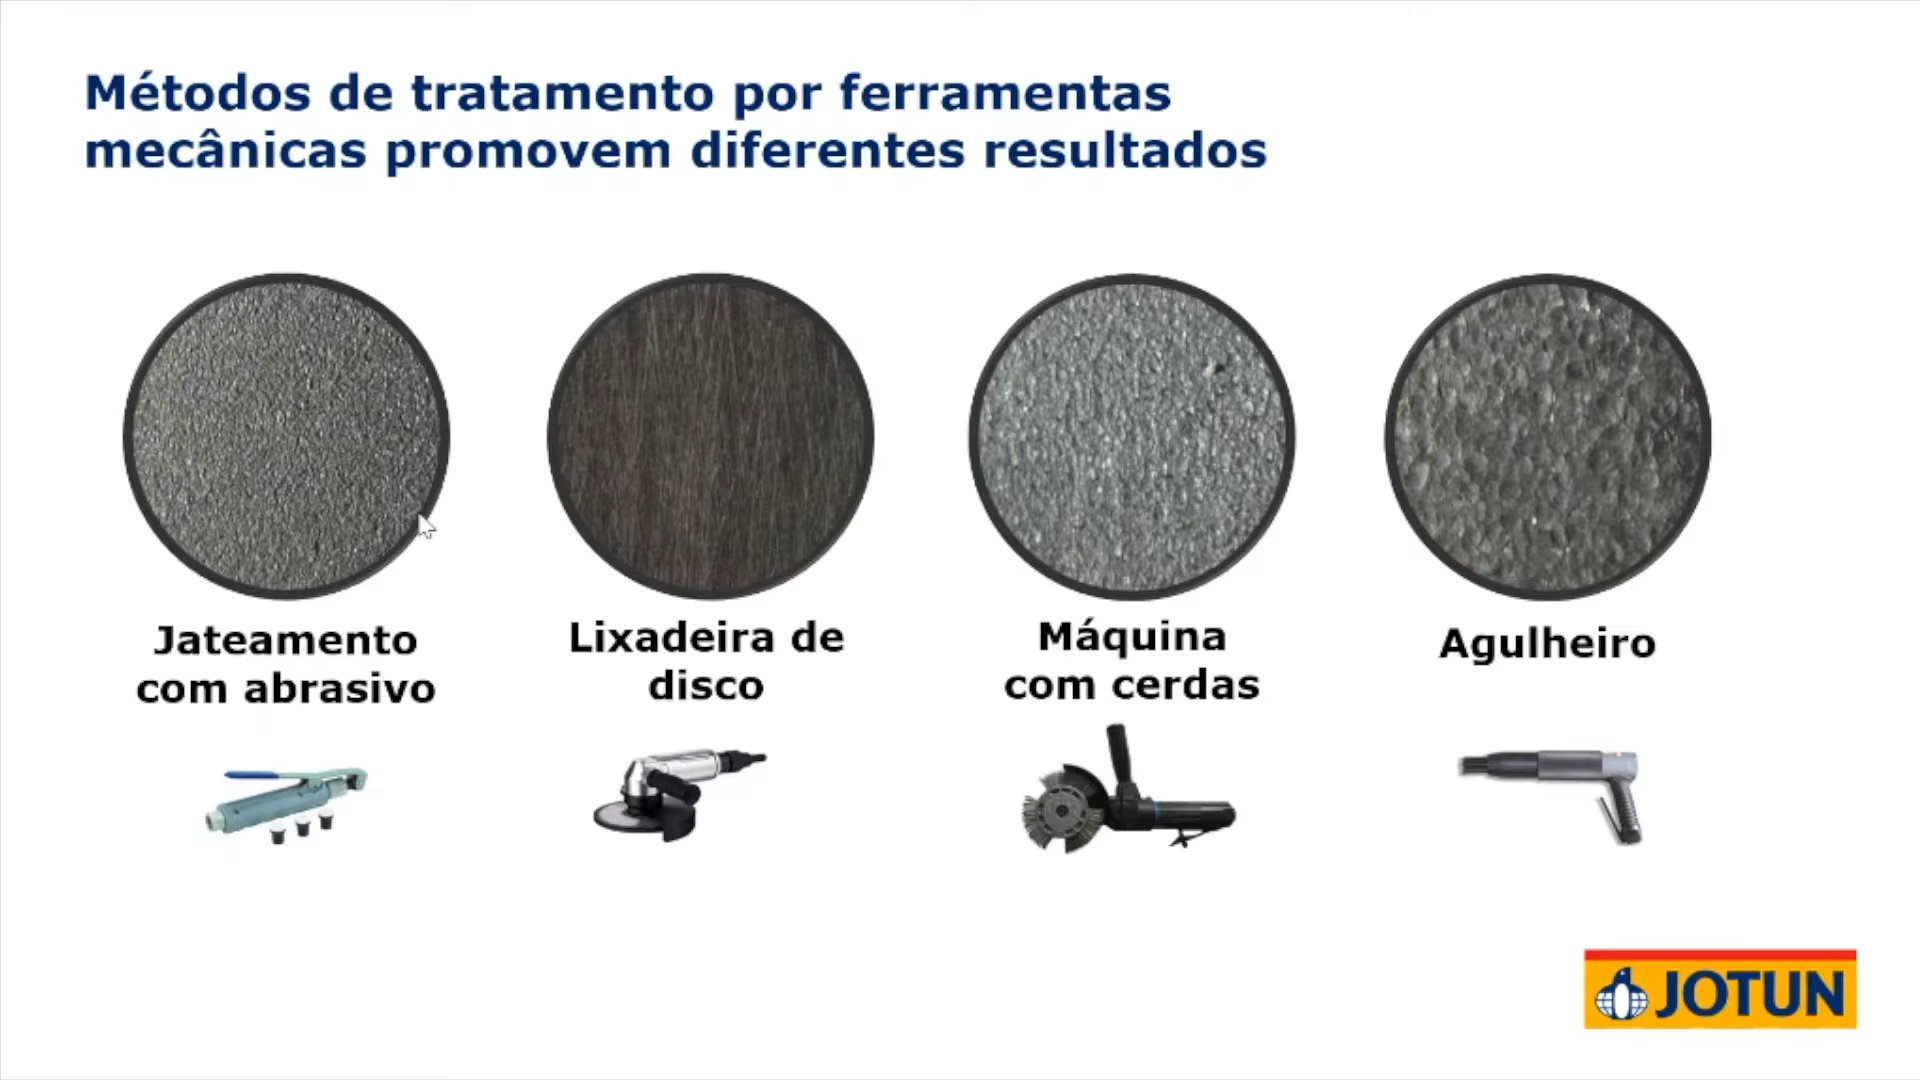 Métodos de tratamento por ferramentas
mecânicas promovem diferentes resultados
Jateamento
com abrasivo
Lixadeira de
disco
Máquina
com cerdas
Agulheiro
JOTUN